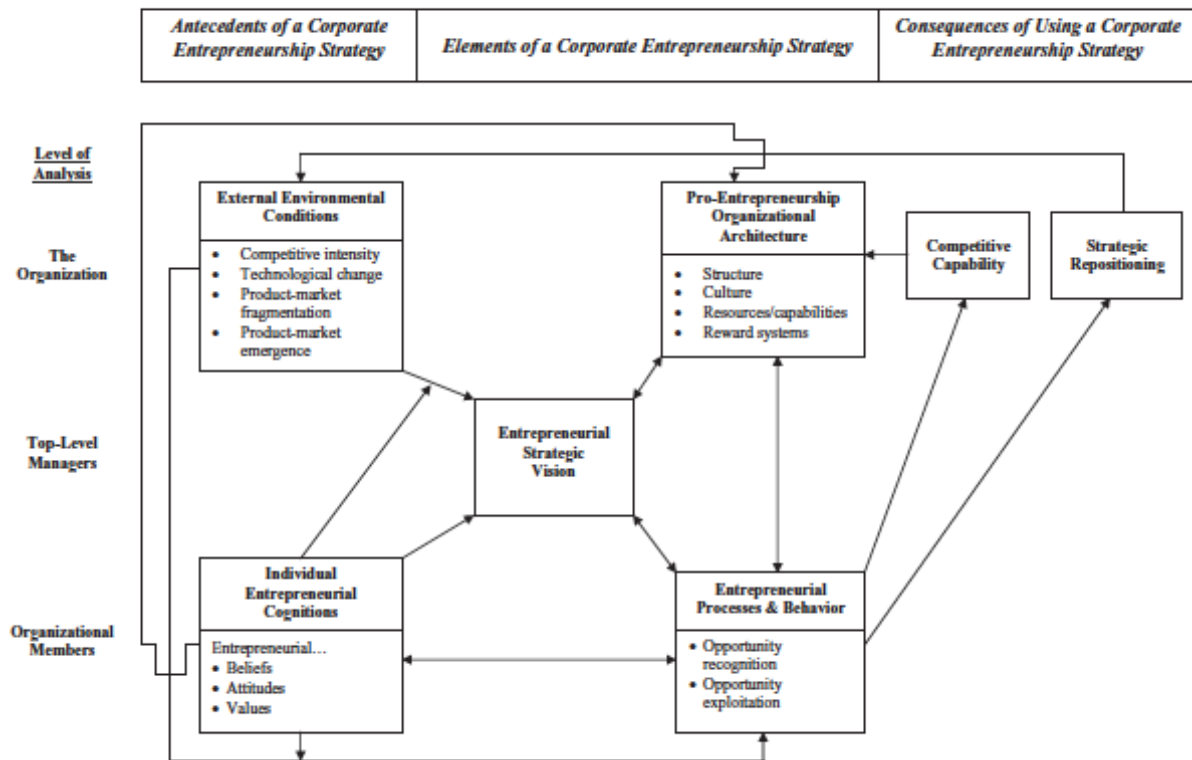 Antecedents of a Corporate
Entrepreneurship Strategy
Elements of a Corporate Entrepreneurship Strategy
Consequences of Using a Corporate
Entrepreneurship Strategy
Level of
Analysis
The
Organization
Top-Level
Managers
Organizational
Members
External Environmental
Conditions
• Competitive intensity
• Technological change
• Product-market
fragmentation
• Product-market
emergence
Pro-Entrepreneurship
Organizational
Architecture
• Structure
• Culture
• Resources/capabilities
• Reward systems
Competitive
Capability
Strategic
Repositioning
Entrepreneurial
Strategic
Vision
Individual
Entrepreneurial
Cognitions
Entrepreneurial…
• Beliefs
• Attitudes
• Values
Entrepreneurial
Processes & Behavior
• Opportunity
recognition
• Opportunity
exploitation